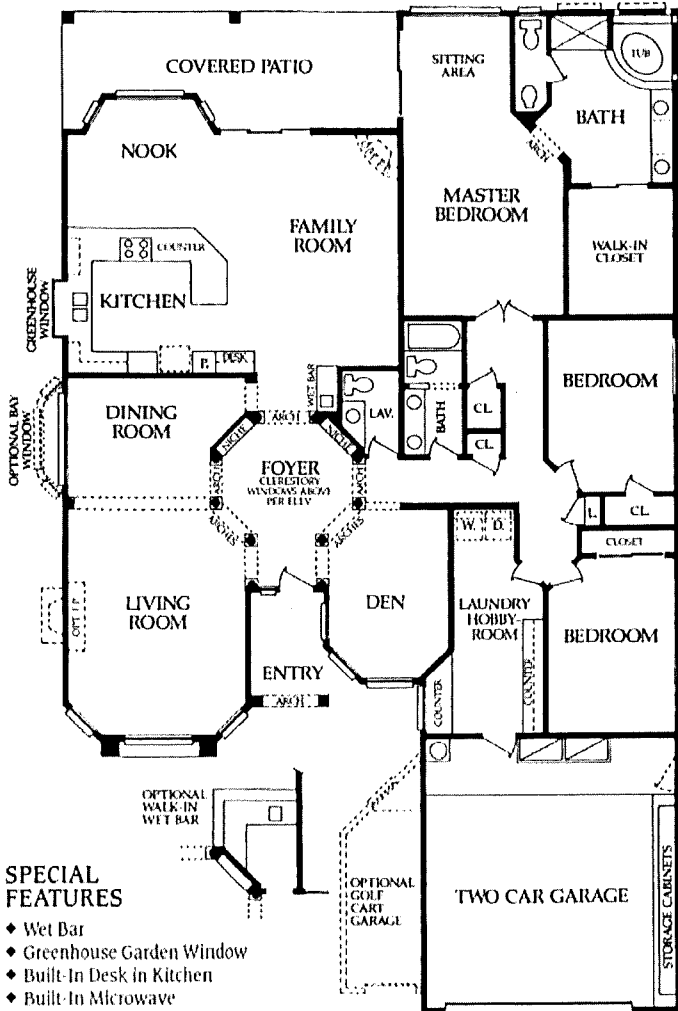 COVERED PATIO
SITTING
AREA
TUB
BATH
ARCH
NOOK
MASTER
BEDROOM
FAMILY
ROOM
WALK-IN
CLOSET
COUNTER
KITCHEN
GREENHOUSE
WINDOW
P.
DESK
WET BAR
LAV.
BATH
CL.
CL.
BEDROOM
OPTIONAL BAY
WINDOW
DINING
ROOM
ARCH
NICHE
NICHE
FOYER
CLERESTORY
WINDOWS ABOVE
PER ELEV.
ARCH
ARCH
ARCHES
ARCHES
W.
D.
L.
CL.
CLOSET
OPT. F.P.
LIVING
ROOM
DEN
LAUNDRY
HOBBY-
ROOM
BEDROOM
ENTRY
ARCH
COUNTER
COUNTER
OPTIONAL
WALK-IN
WET BAR
OPTIONAL
GOLF
CART
GARAGE
TWO CAR GARAGE
STORAGE CABINETS
SPECIAL
FEATURES
◆ Wet Bar
◆ Greenhouse Garden Window
◆ Built-In Desk in Kitchen
◆ Built-In Microwave